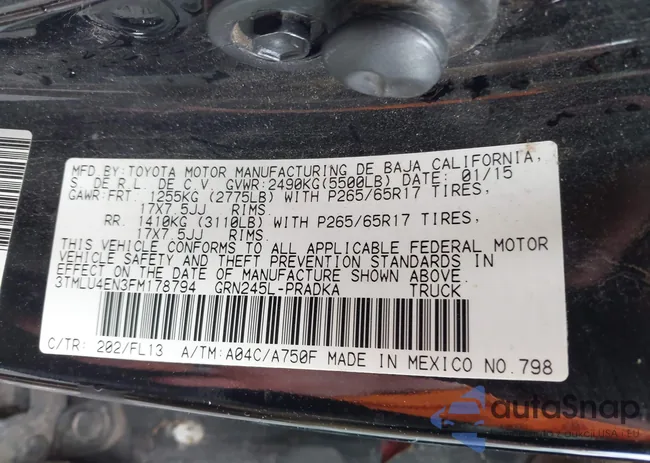 MFD.BY:TOYOTA MOTOR MANUFACTURING DE BAJA CALIFORNIA,
S. DE R.L. DE C.V. GVWR:2490KG(5500LB) DATE: 01/15
GAWR:FRT. 1255KG (2775LB) WITH P265/65R17 TIRES,
17X7.5JJ RIMS.
RR. 1410KG (3110LB) WITH P265/65R17 TIRES,
17X7.5JJ RIMS.
THIS VEHICLE CONFORMS TO ALL APPLICABLE FEDERAL MOTOR
VEHICLE SAFETY AND THEFT PREVENTION STANDARDS IN
EFFECT ON THE DATE OF MANUFACTURE SHOWN ABOVE.
3TMLU4EN3FM178794 GRN245L-PRADKA TRUCK
C/TR: 202/FL13 A/TM:A04C/A750F MADE IN MEXICO NO.798
autoSnap
USA i EU